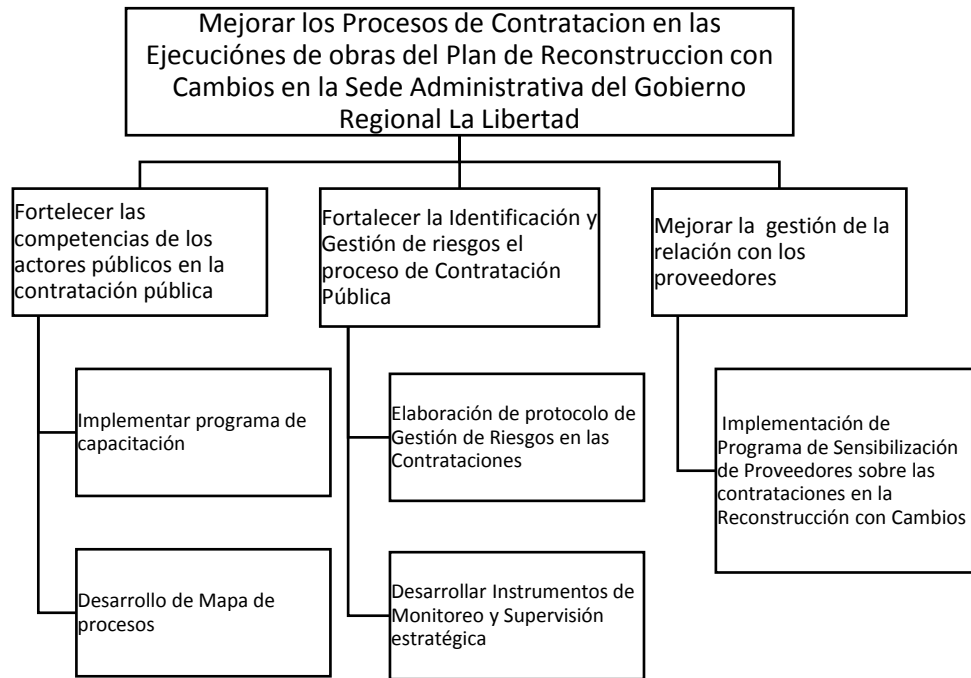 Mejorar los Procesos de Contratacion en las
Ejecuciónes de obras del Plan de Reconstruccion con
Cambios en la Sede Administrativa del Gobierno
Regional La Libertad
Fortelecer las
competencias de los
actores públicos en la
contratación pública
Fortalecer la Identificación y
Gestión de riesgos el
proceso de Contratación
Pública
Mejorar la gestión de la
relación con los
proveedores
Implementar programa de
capacitación
Elaboración de protocolo de
Gestión de Riesgos en las
Contrataciones
Implementación de
Programa de Sensibilización
de Proveedores sobre las
contrataciones en la
Reconstrucción con Cambios
Desarrollo de Mapa de
procesos
Desarrollar Instrumentos de
Monitoreo y Supervisión
estratégica